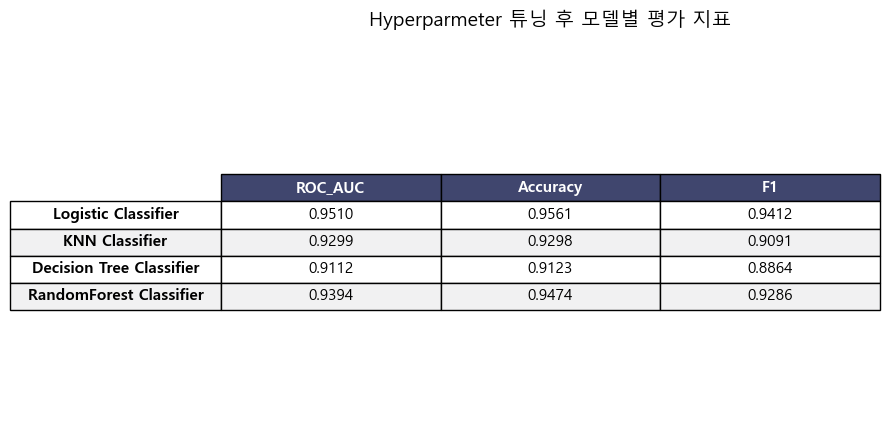 Hyperparmeter 튜닝 후 모델별 평가 지표
ROC_AUC Accuracy F1
Logistic Classifier 0.9510 0.9561 0.9412
KNN Classifier 0.9299 0.9298 0.9091
Decision Tree Classifier 0.9112 0.9123 0.8864
RandomForest Classifier 0.9394 0.9474 0.9286